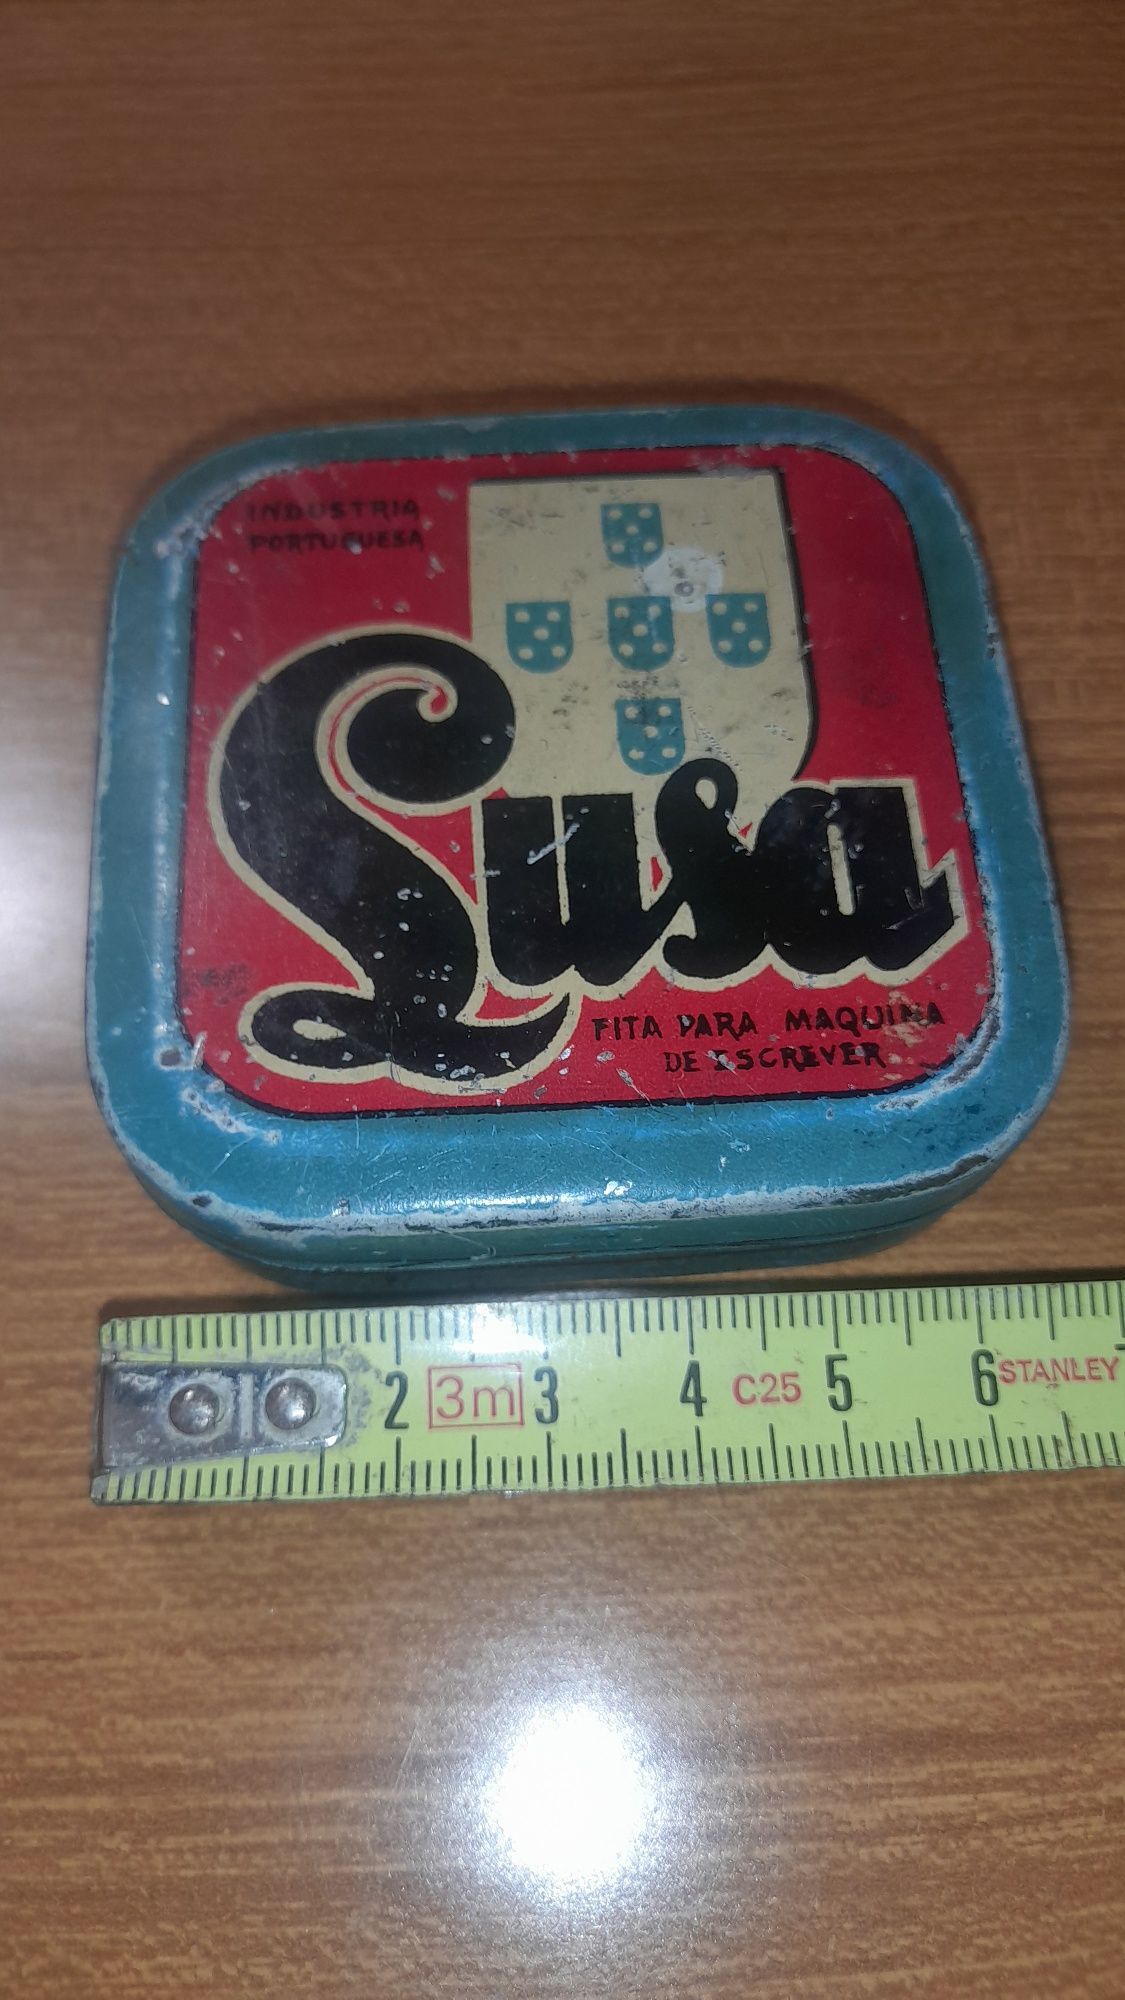 INDUSTRIA
PORTUGUESA
Lusa
FITA PARA MAQUINA
DE ESCREVER
2 3m 3 4 C25 5 6 STANLEY